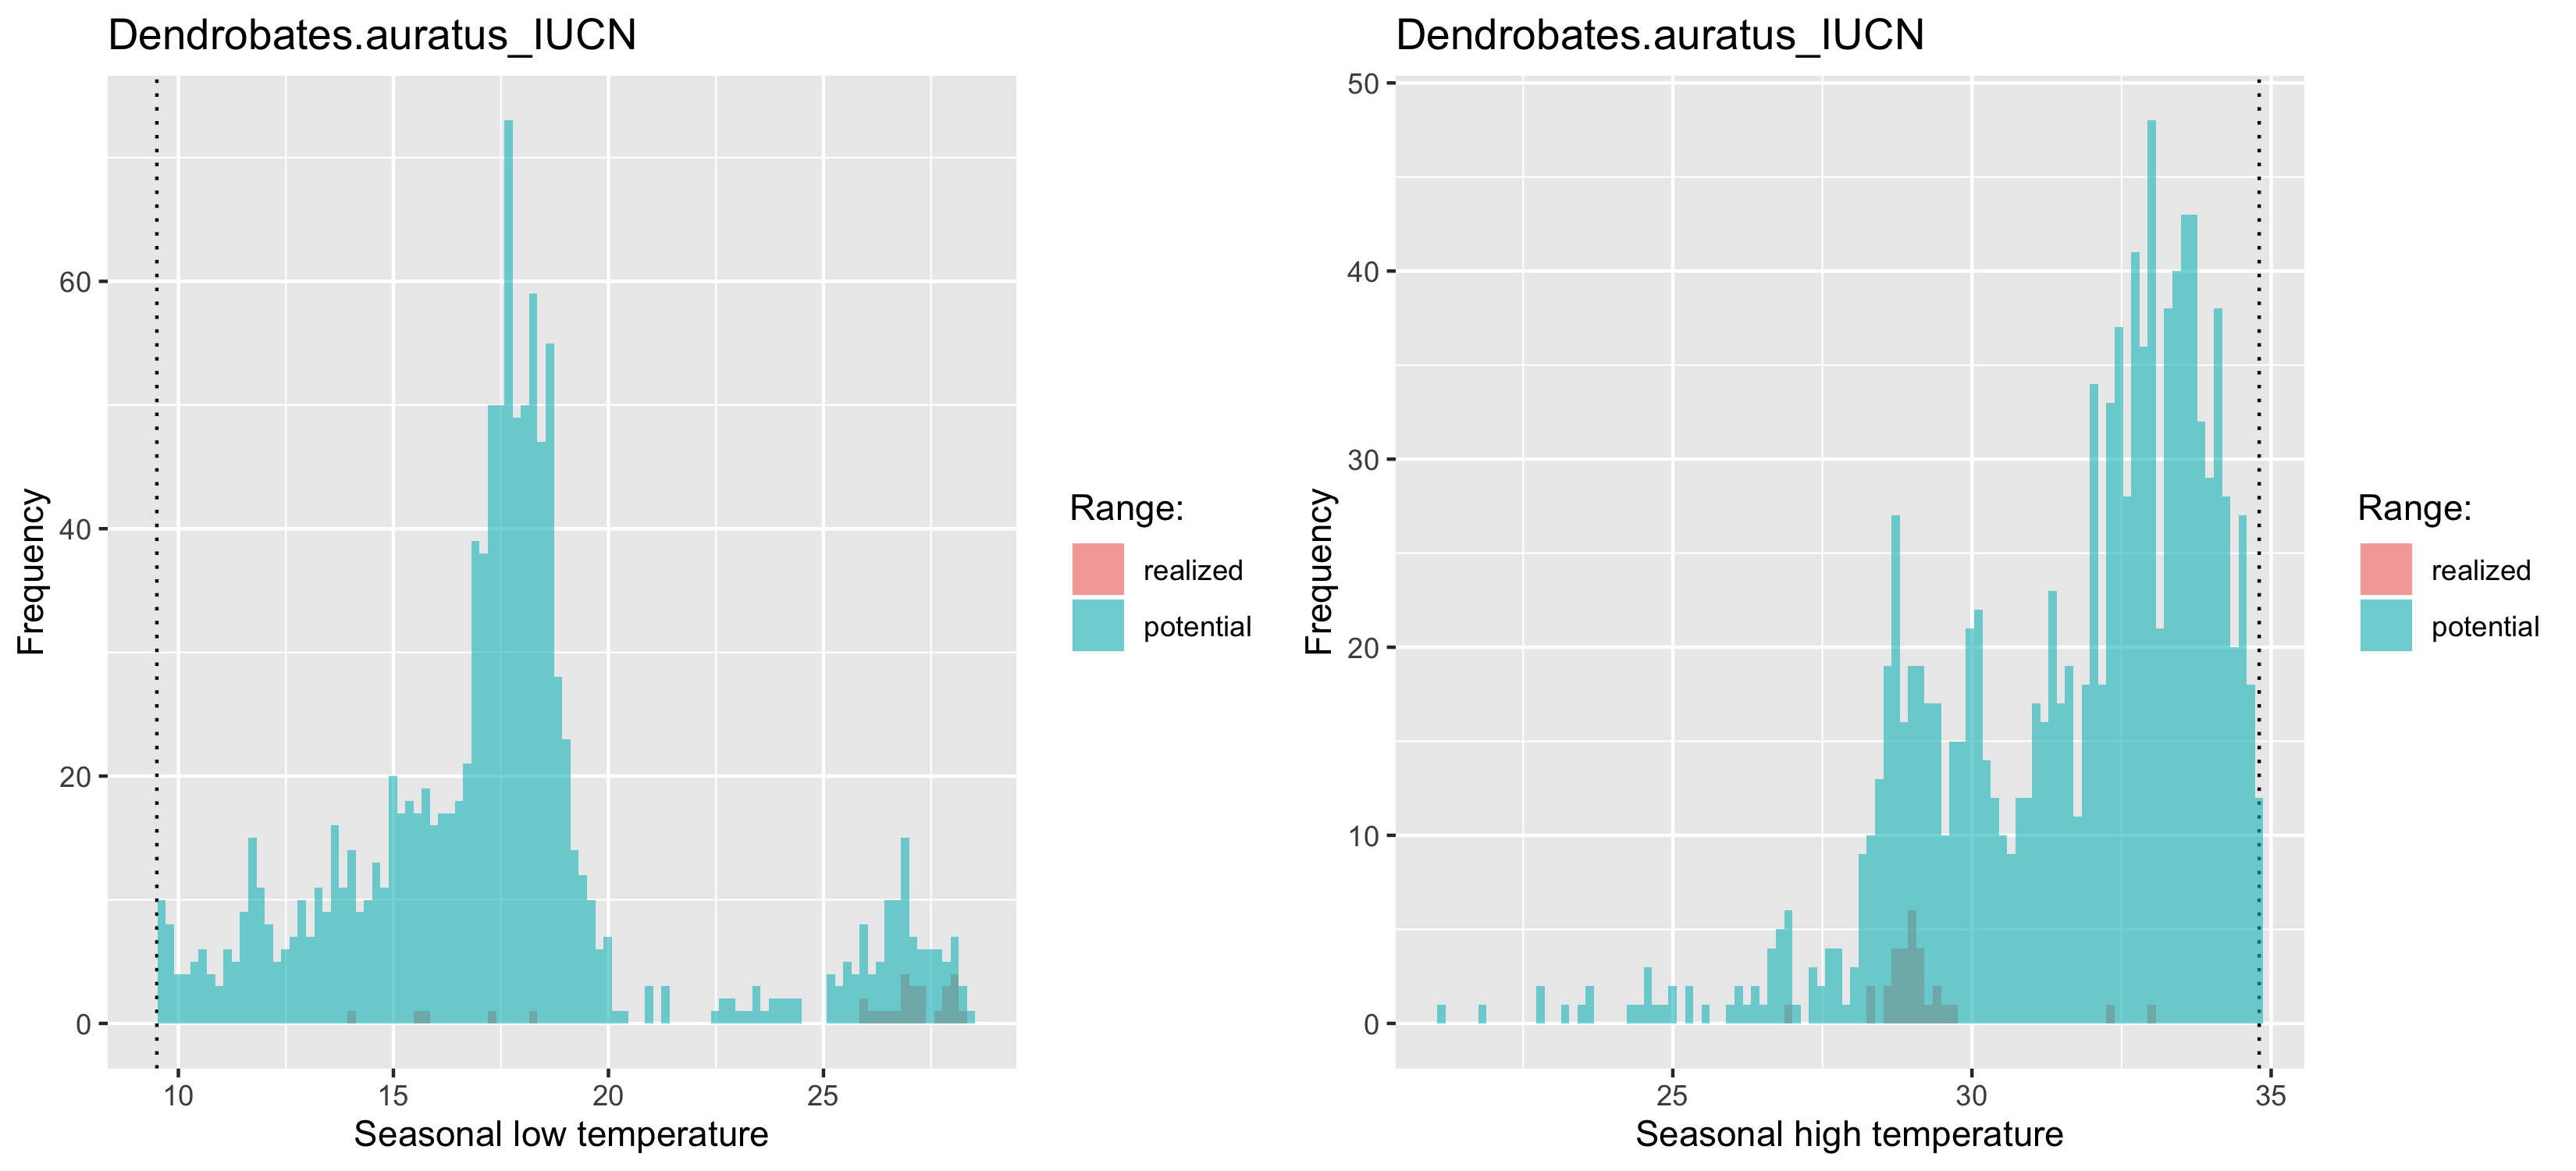 Dendrobates.auratus_IUCN
Frequency
60
40
20
0
10 15 20 25
Seasonal low temperature
Range:
realized
potential
Dendrobates.auratus_IUCN
Frequency
50
40
30
20
10
0
25 30 35
Seasonal high temperature
Range:
realized
potential